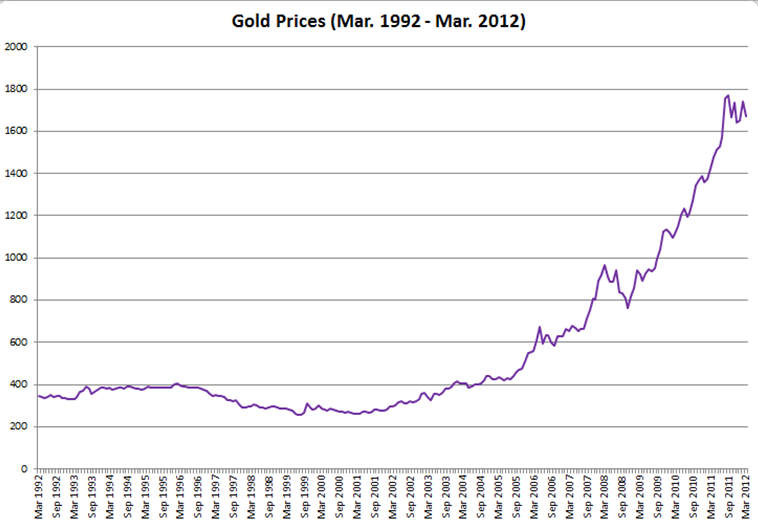 Gold Prices (Mar. 1992 - Mar. 2012)
2000
1800
1600
1400
1200
1000
800
600
400
200
0
Mar 1992
Sep 1992
Mar 1993
Sep 1993
Mar 1994
Sep 1994
Mar 1995
Sep 1995
Mar 1996
Sep 1996
Mar 1997
Sep 1997
Mar 1998
Sep 1998
Mar 1999
Sep 1999
Mar 2000
Sep 2000
Mar 2001
Sep 2001
Mar 2002
Sep 2002
Mar 2003
Sep 2003
Mar 2004
Sep 2004
Mar 2005
Sep 2005
Mar 2006
Sep 2006
Mar 2007
Sep 2007
Mar 2008
Sep 2008
Mar 2009
Sep 2009
Mar 2010
Sep 2010
Mar 2011
Sep 2011
Mar 2012